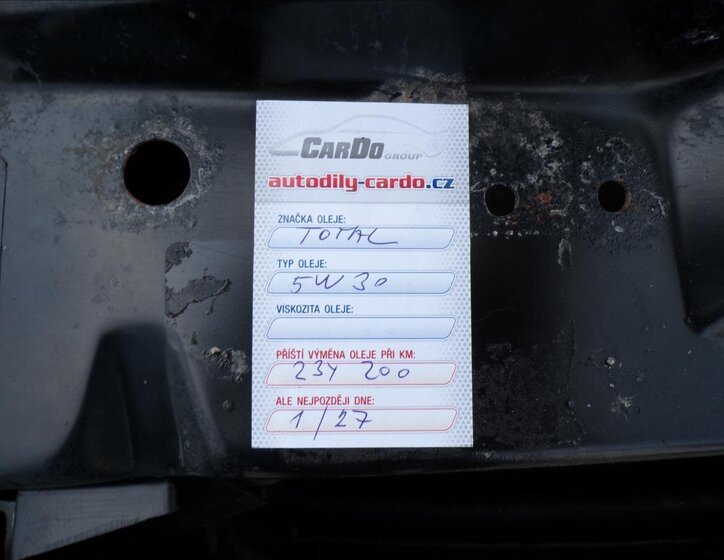 CARDO GROUP
autodily-cardo.cz
ZNAČKA OLEJE:
TOTAL
TYP OLEJE:
5W30
VISKOZITA OLEJE:
PŘÍŠTÍ VÝMĚNA OLEJE PŘI KM:
234 200
ALE NEJPOZDĚJI DNE:
1/27